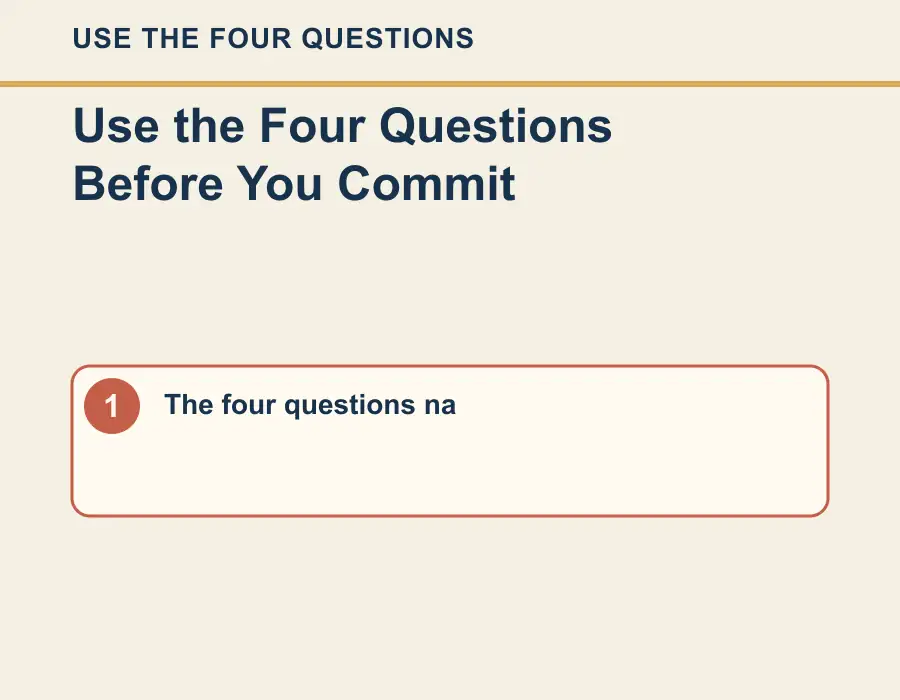 USE THE FOUR QUESTIONS
Use the Four Questions
Before You Commit
1 The four questions na